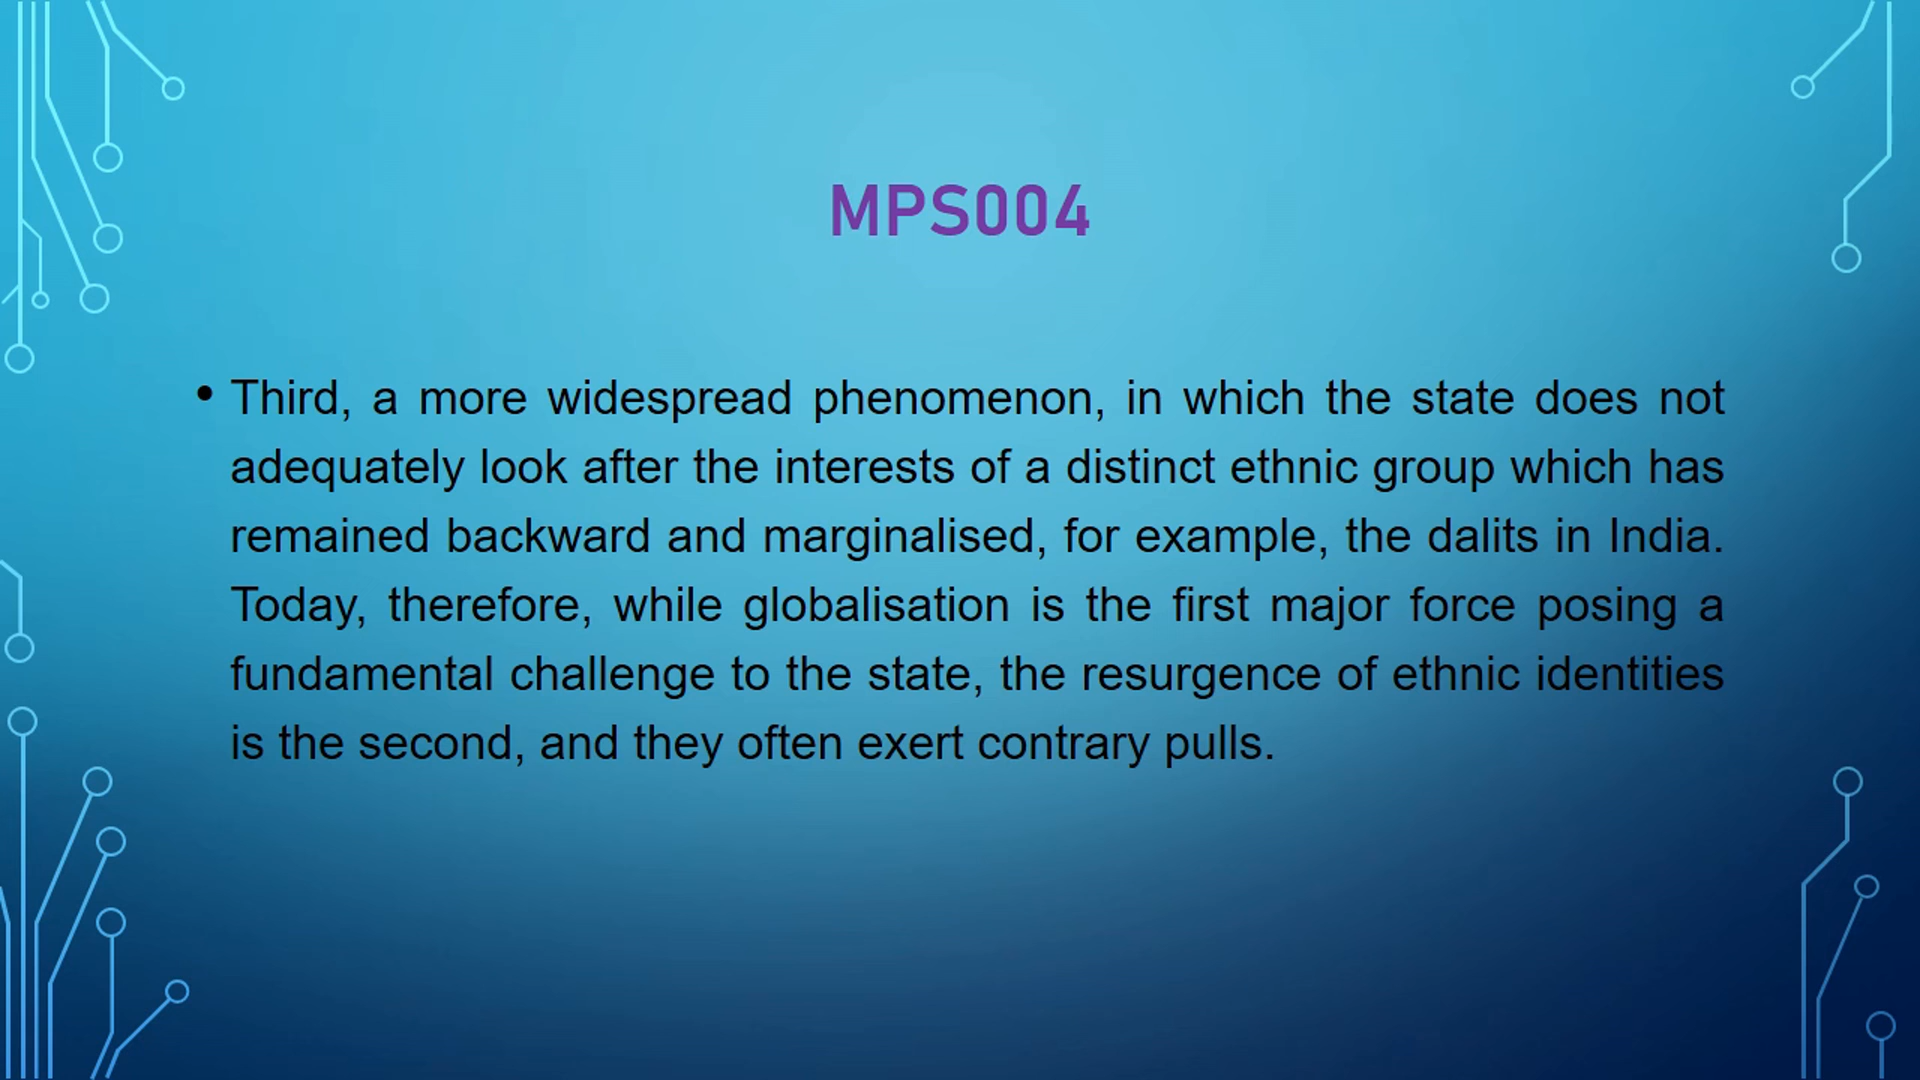 MPS004
• Third, a more widespread phenomenon, in which the state does not
adequately look after the interests of a distinct ethnic group which has
remained backward and marginalised, for example, the dalits in India.
Today, therefore, while globalisation is the first major force posing a
fundamental challenge to the state, the resurgence of ethnic identities
is the second, and they often exert contrary pulls.